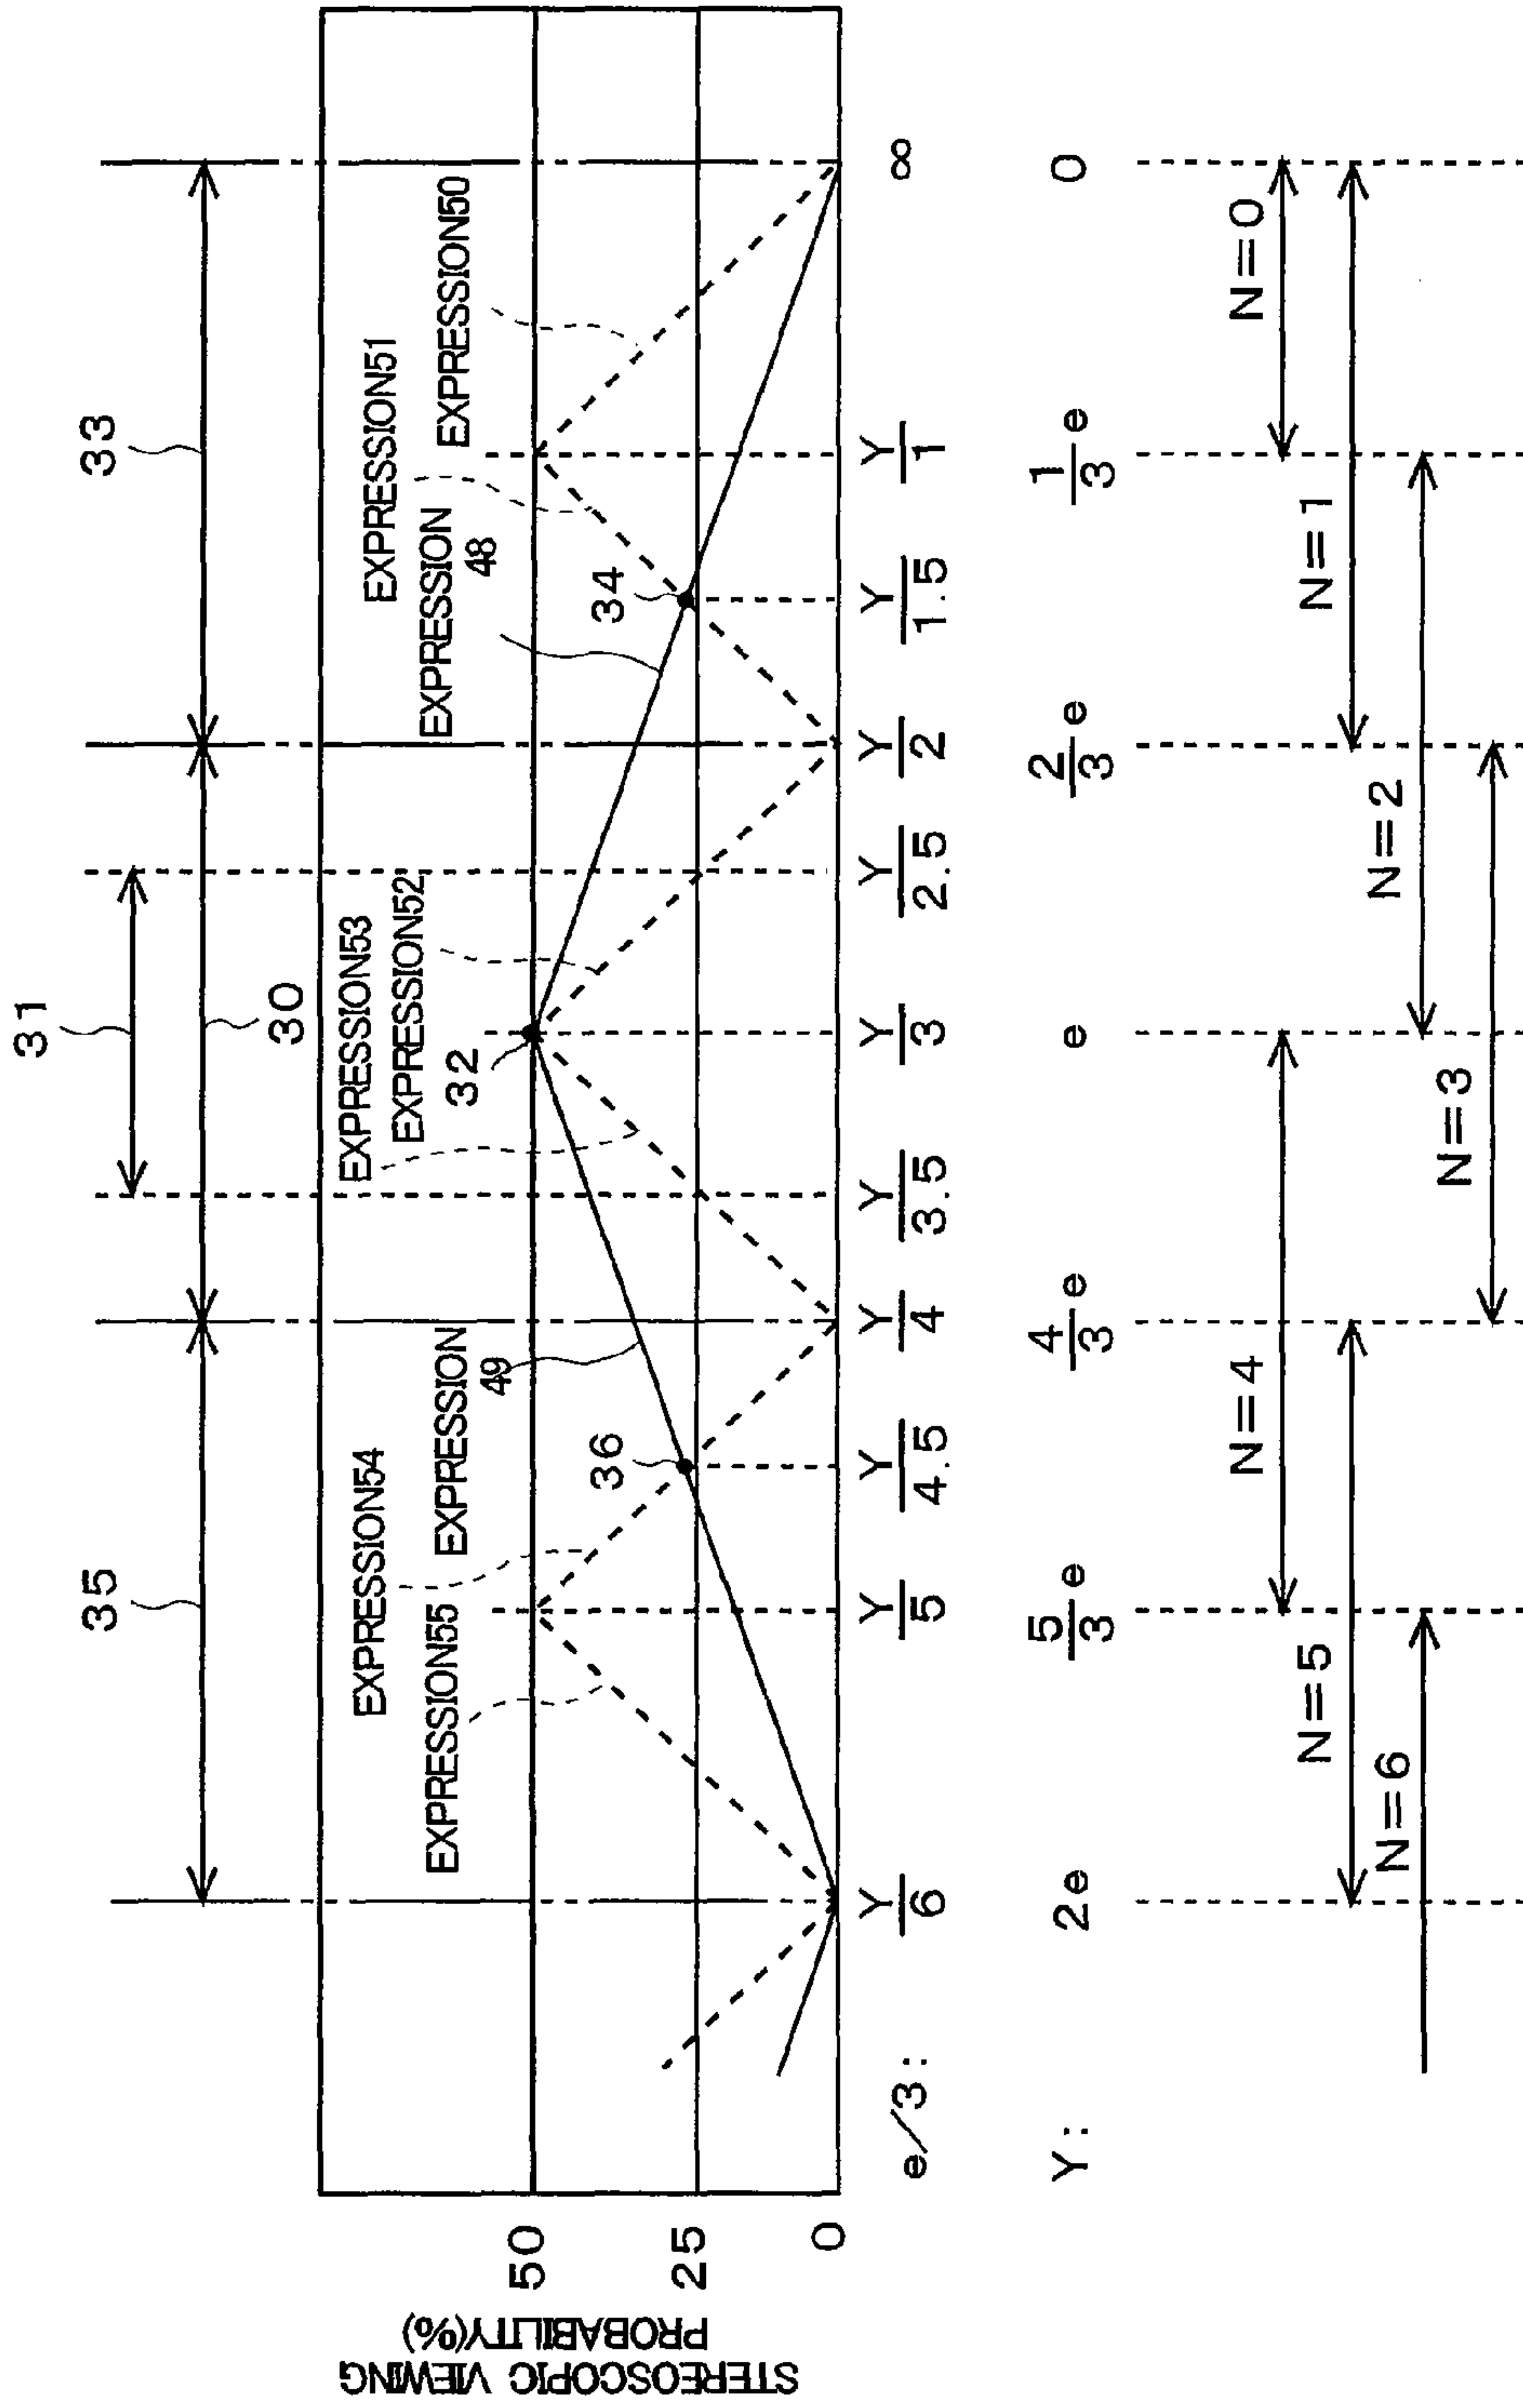 31
35
33
30
EXPRESSION54
EXPRESSION55
EXPRESSION
49
EXPRESSION53
EXPRESSION52
EXPRESSION51
EXPRESSION
48
EXPRESSION50
36
32
34
STEREOSCOPIC VIEWING
PROBABILITY(%)
50
25
0
e/3: Y/6 Y/5 Y/4.5 Y/4 Y/3.5 Y/3 Y/2.5 Y/2 Y/1.5 Y/1 ∞
Y: 2e 5/3 e 4/3 e e 2/3 e 1/3 e 0
N=4 N=0
N=5 N=1
N=6 N=2
N=3